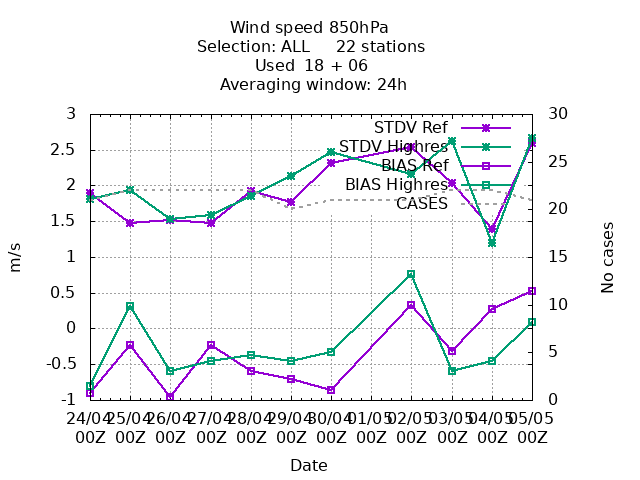 Wind speed 850hPa
Selection: ALL     22 stations
Used  18 + 06
Averaging window: 24h
3
2.5
2
1.5
1
0.5
0
-0.5
-1
30
25
20
15
10
5
0
STDV Ref
STDV Highres
BIAS Ref
BIAS Highres
CASES
m/s
No cases
24/04 25/04 26/04 27/04 28/04 29/04 30/04 01/05 02/05 03/05 04/05 05/05
00Z 00Z 00Z 00Z 00Z 00Z 00Z 00Z 00Z 00Z 00Z 00Z
Date